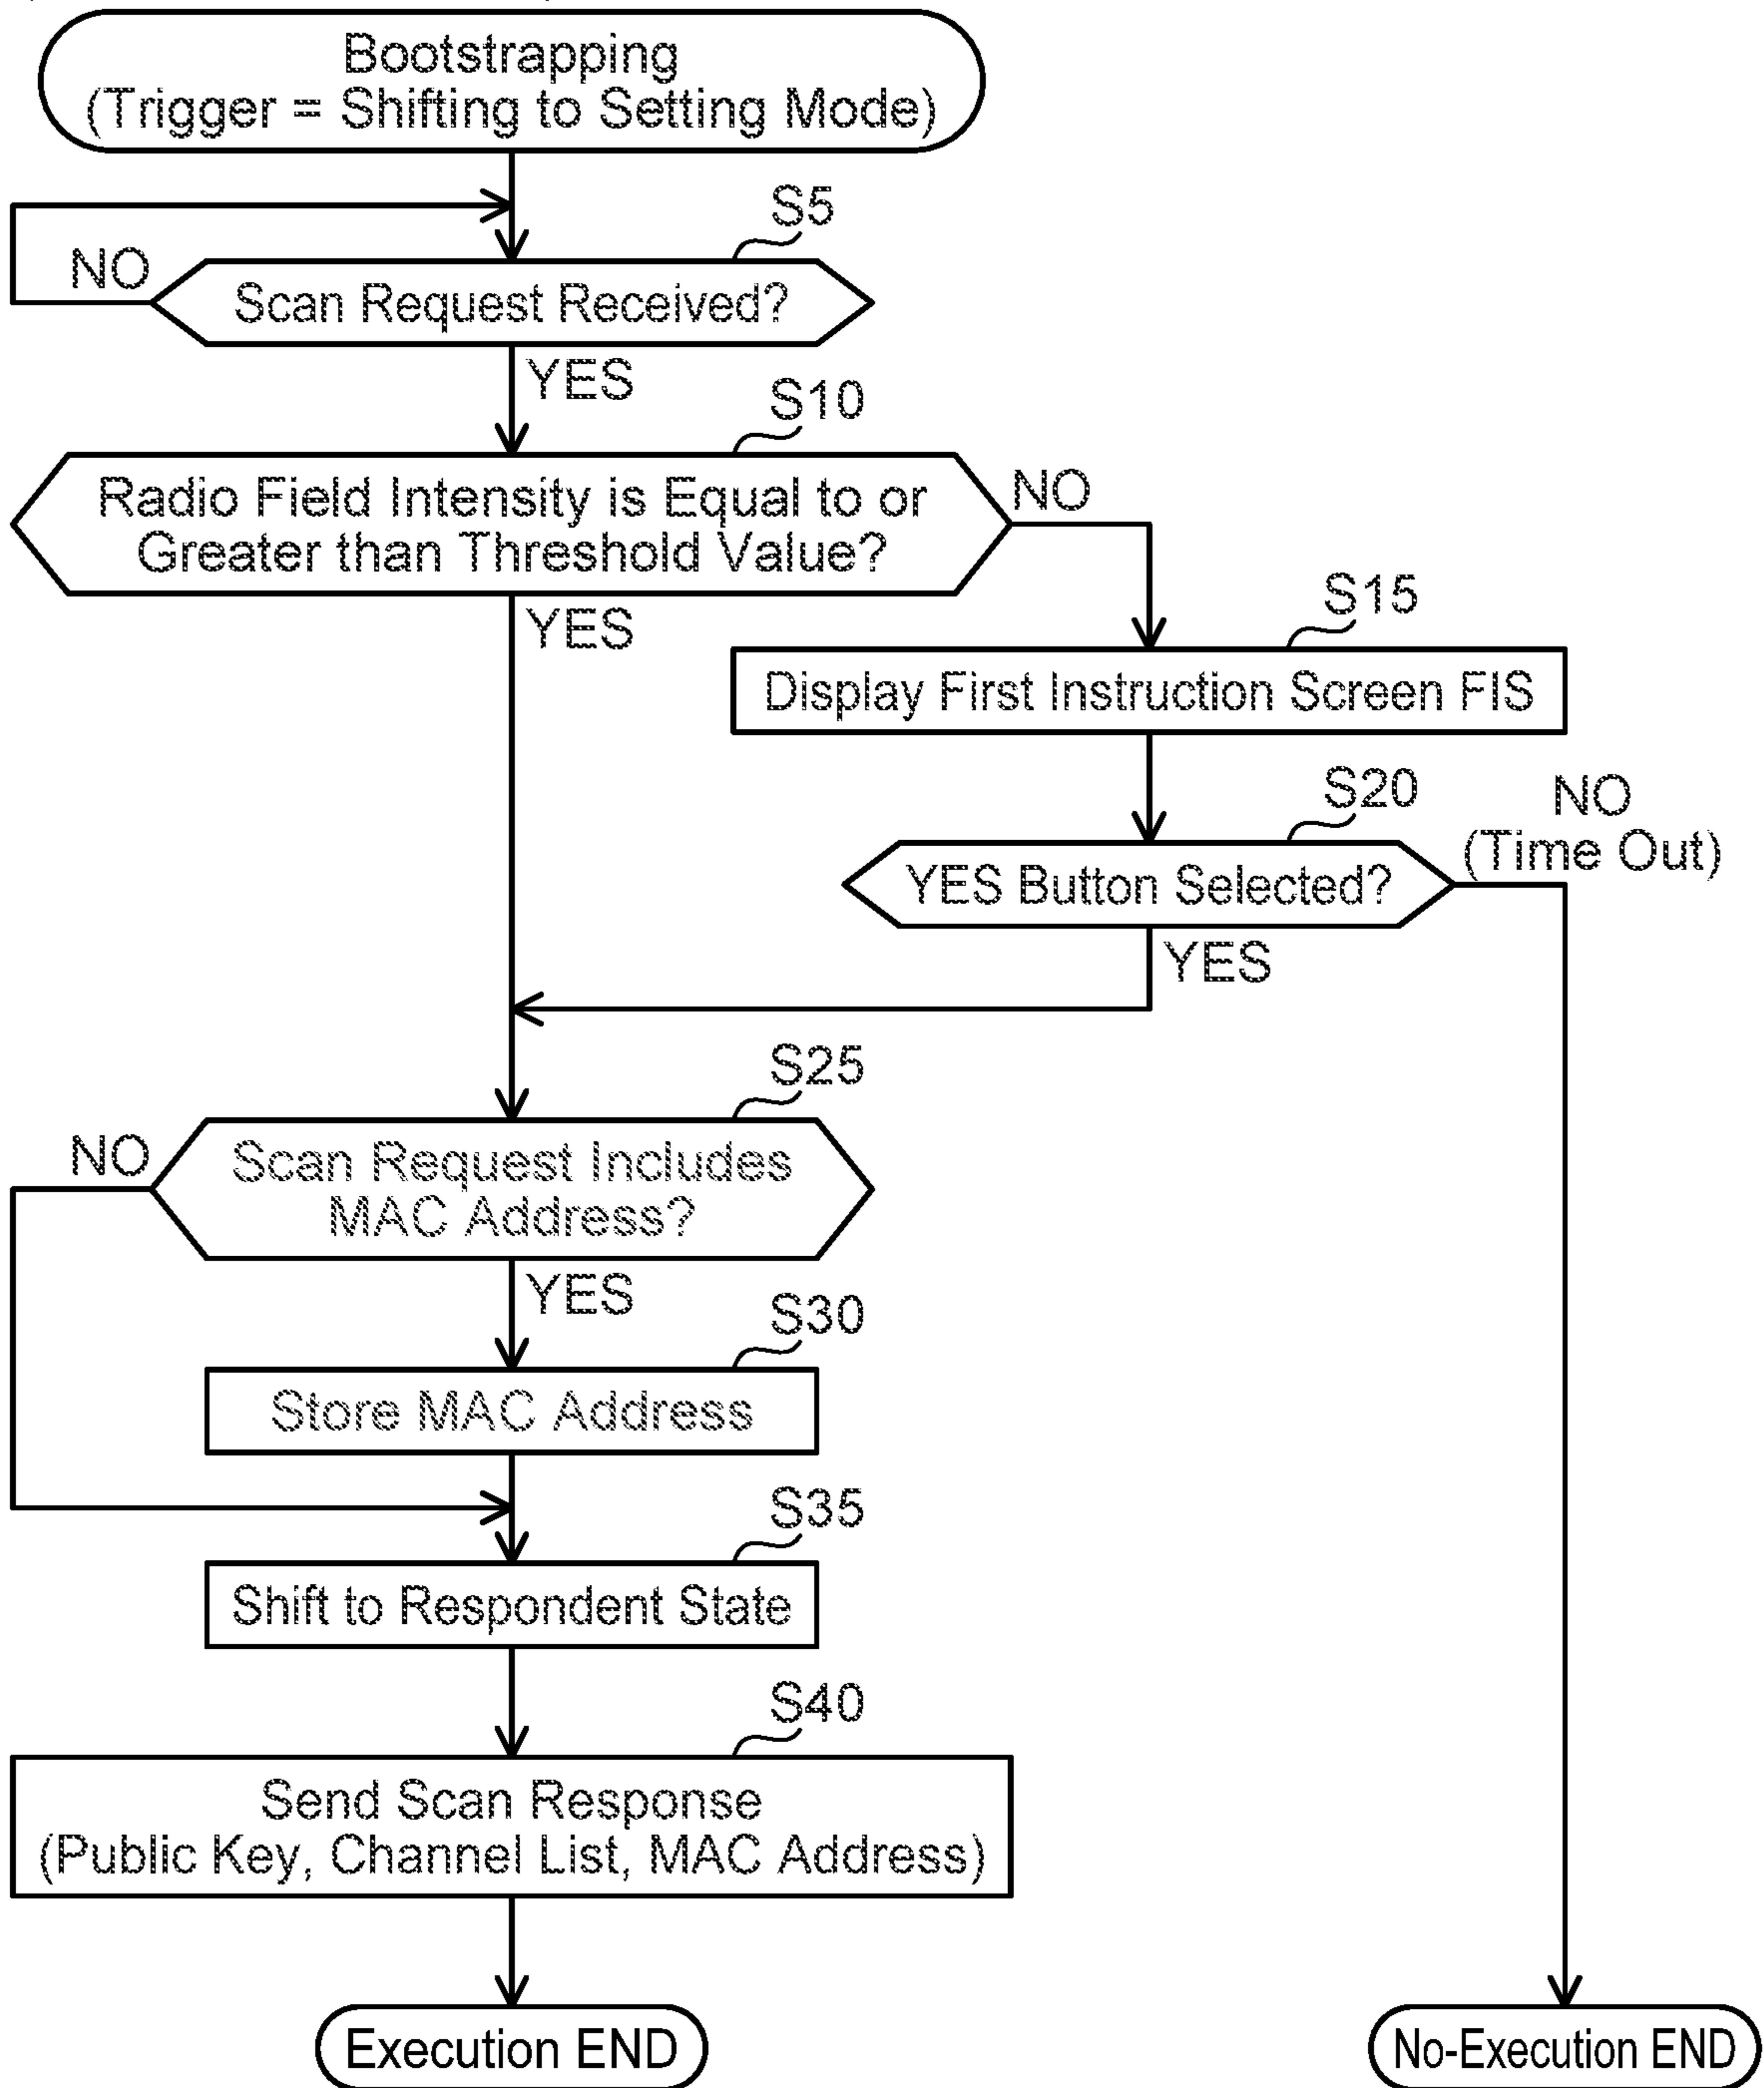 Bootstrapping
(Trigger = Shifting to Setting Mode)
S5
NO
Scan Request Received?
YES
S10
Radio Field Intensity is Equal to or
Greater than Threshold Value?
NO
YES
S15
Display First Instruction Screen FIS
S20
NO
(Time Out)
YES Button Selected?
YES
S25
NO
Scan Request Includes
MAC Address?
YES
S30
Store MAC Address
S35
Shift to Respondent State
S40
Send Scan Response
(Public Key, Channel List, MAC Address)
Execution END
No-Execution END